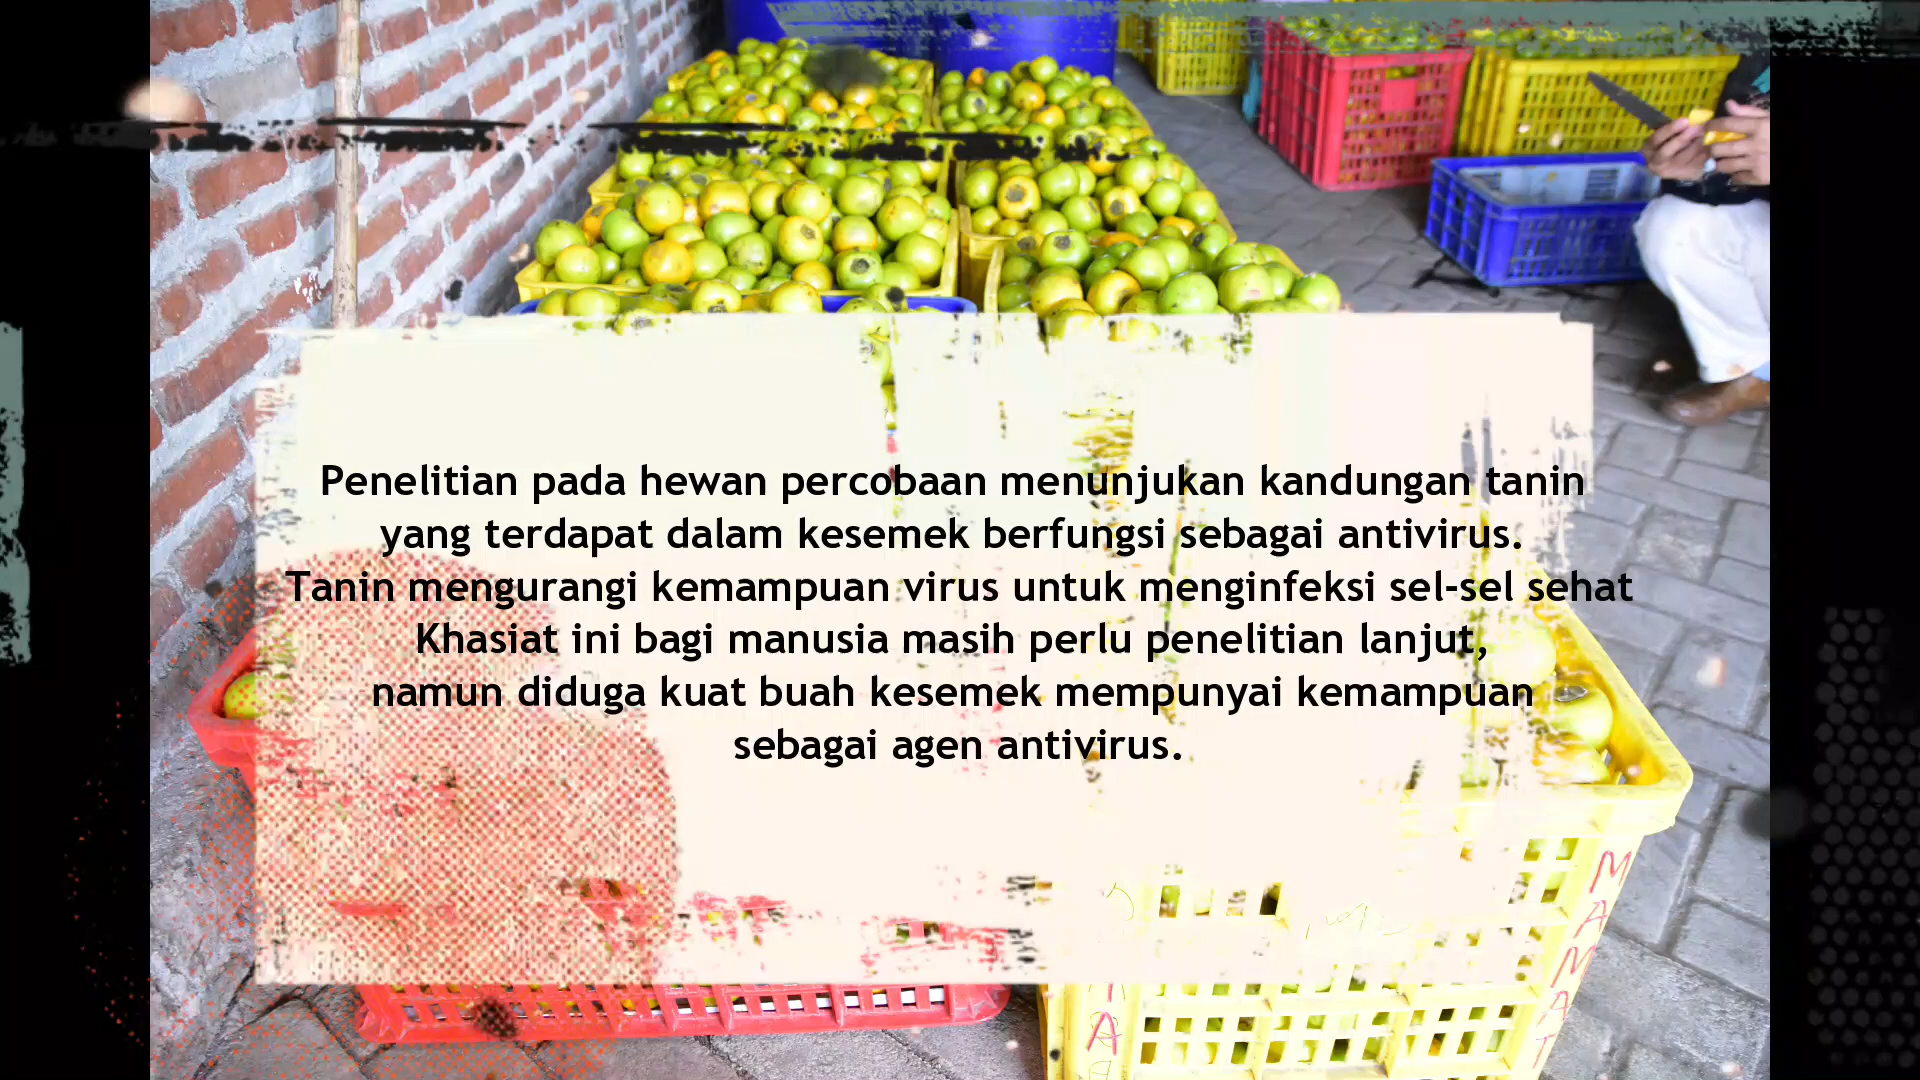 Penelitian pada hewan percobaan menunjukan kandungan tanin
yang terdapat dalam kesemek berfungsi sebagai antivirus.
Tanin mengurangi kemampuan virus untuk menginfeksi sel-sel sehat
Khasiat ini bagi manusia masih perlu penelitian lanjut,
namun diduga kuat buah kesemek mempunyai kemampuan
sebagai agen antivirus.
MAMAT